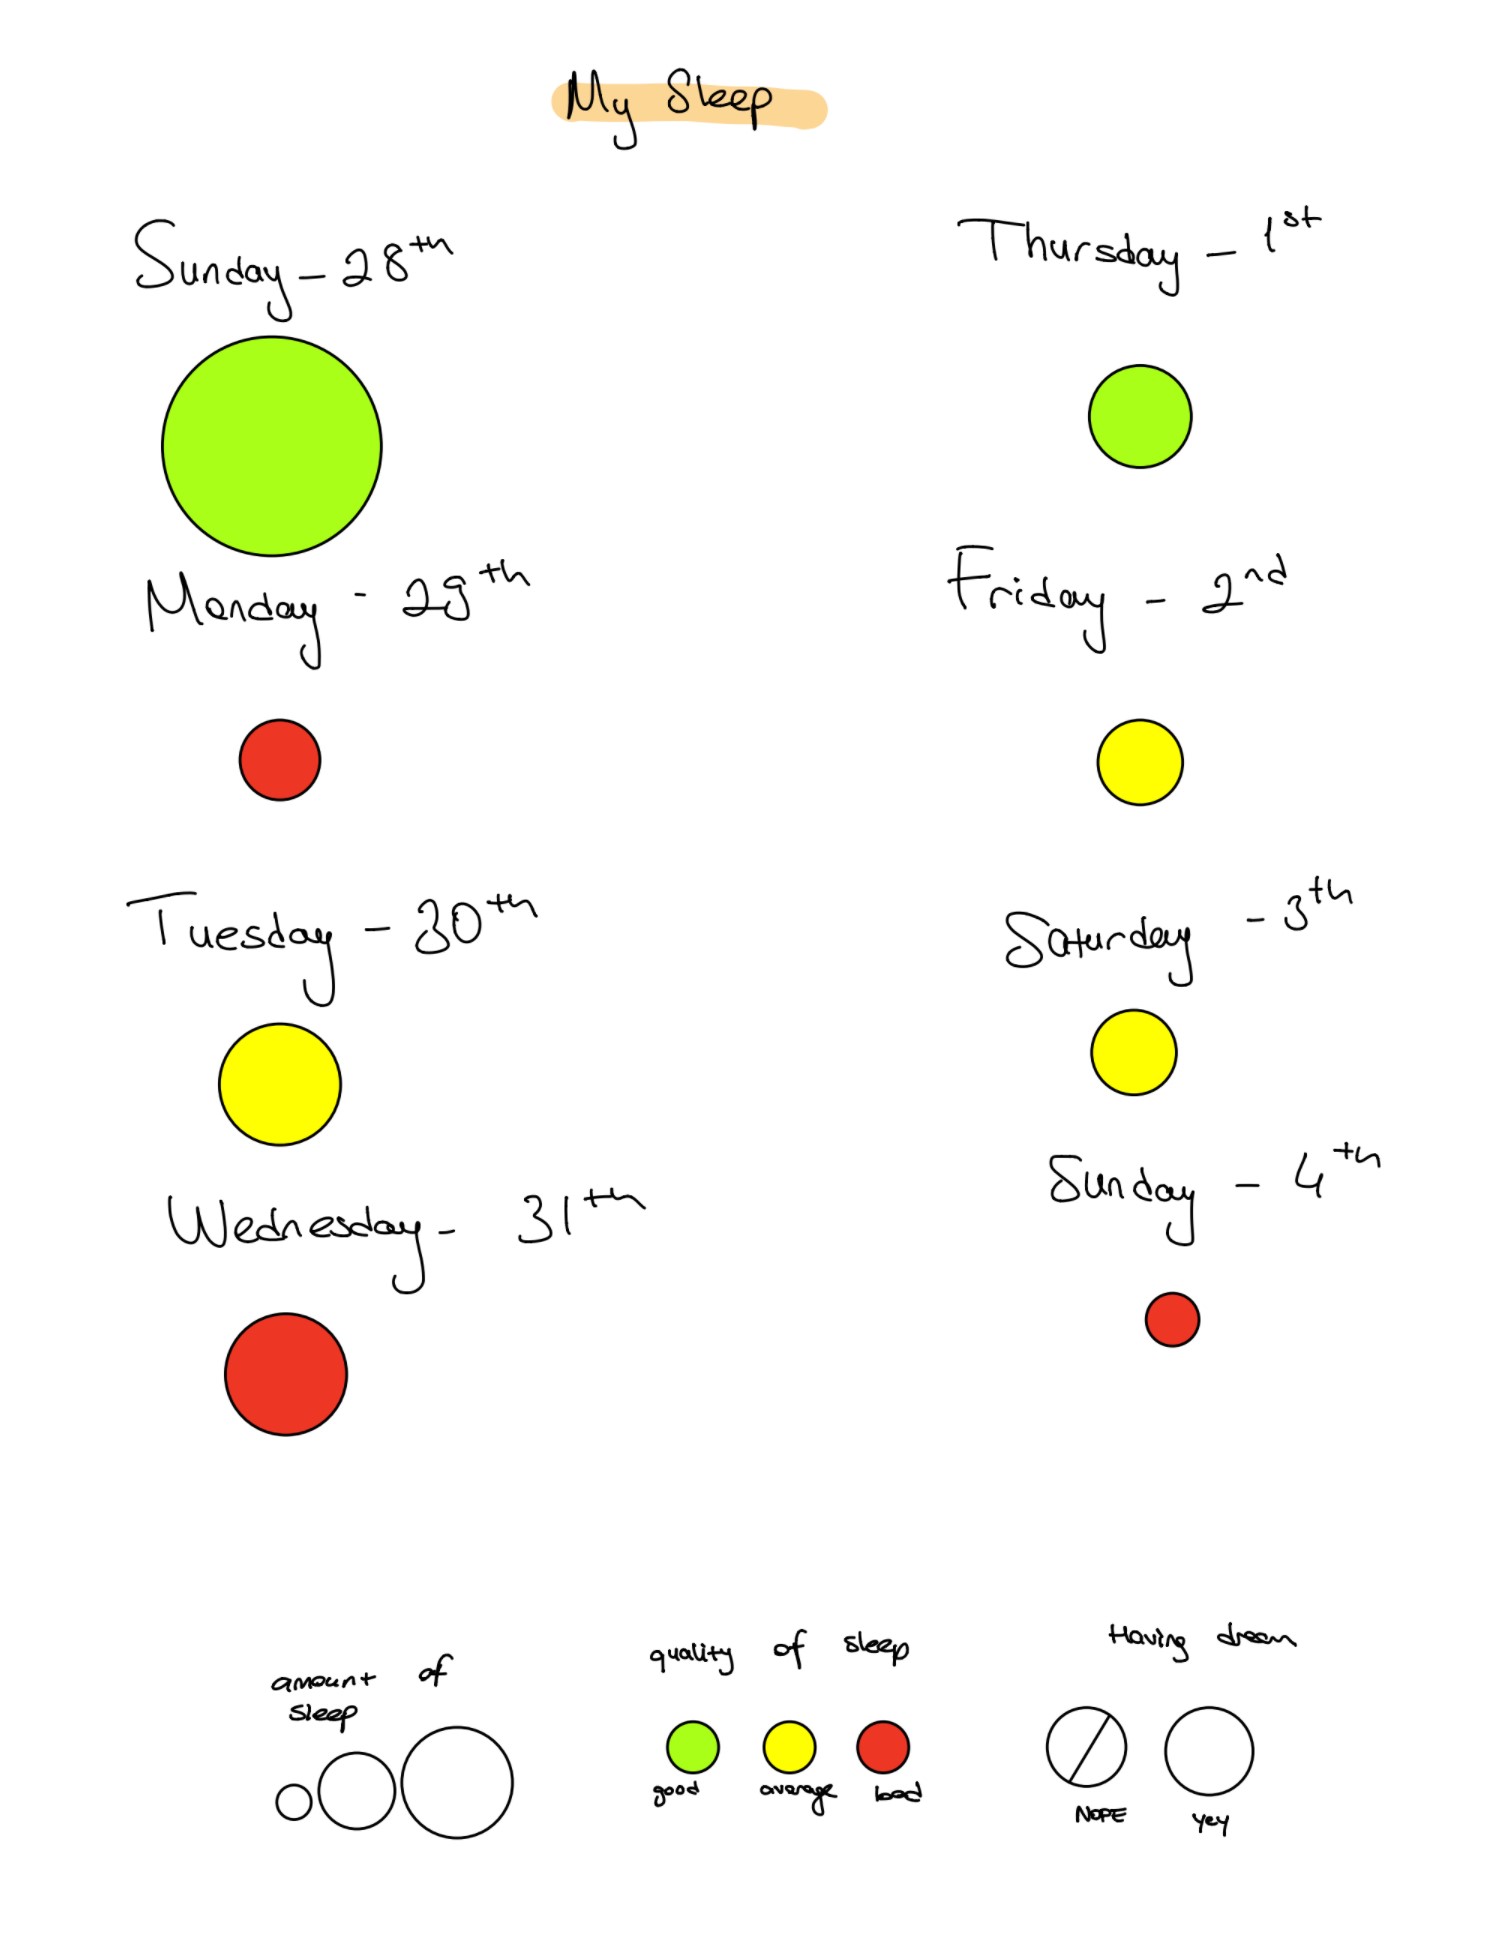 My Sleep
Sunday - 28th
Monday - 29th
Tuesday - 30th
Wednesday - 31th
Thursday - 1st
Friday - 2nd
Saturday - 3th
Sunday - 4th
amount of
sleep
quality of sleep
good average bad
Having dream
NOPE yey